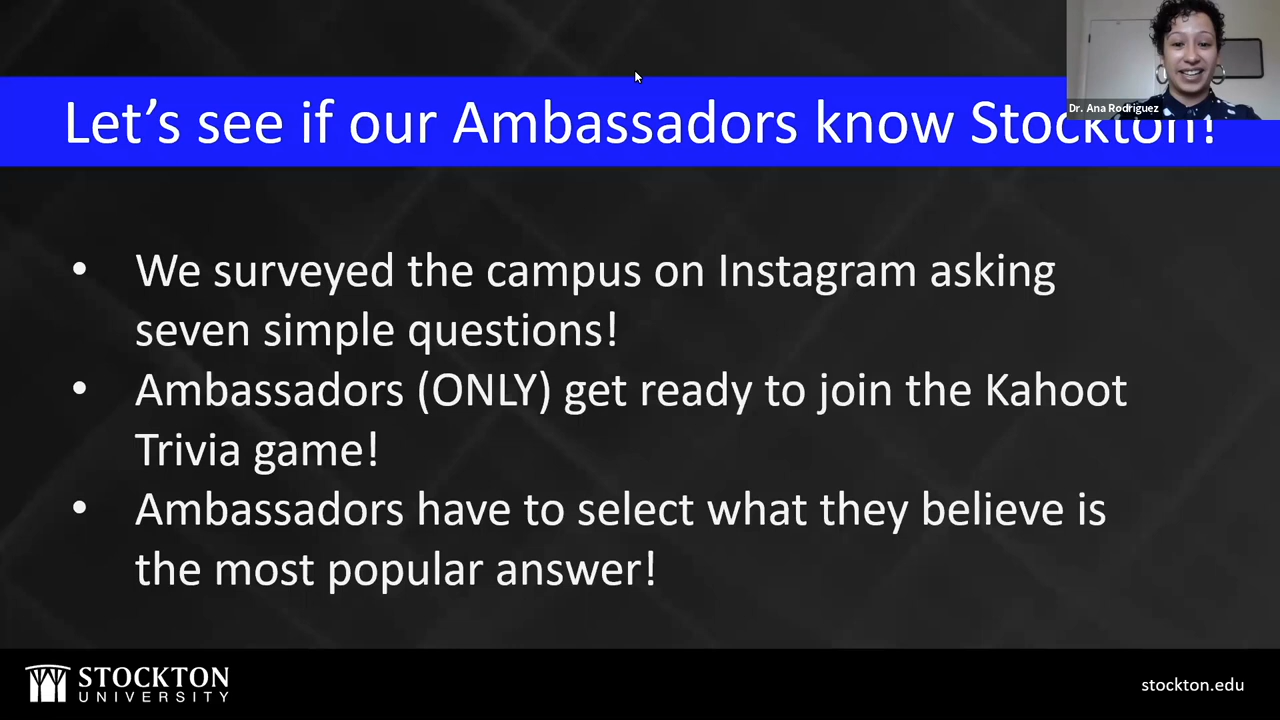 Dr. Ana Rodriguez
Let’s see if our Ambassadors know Stockton!
• We surveyed the campus on Instagram asking
seven simple questions!
• Ambassadors (ONLY) get ready to join the Kahoot
Trivia game!
• Ambassadors have to select what they believe is
the most popular answer!
STOCKTON
UNIVERSITY
stockton.edu